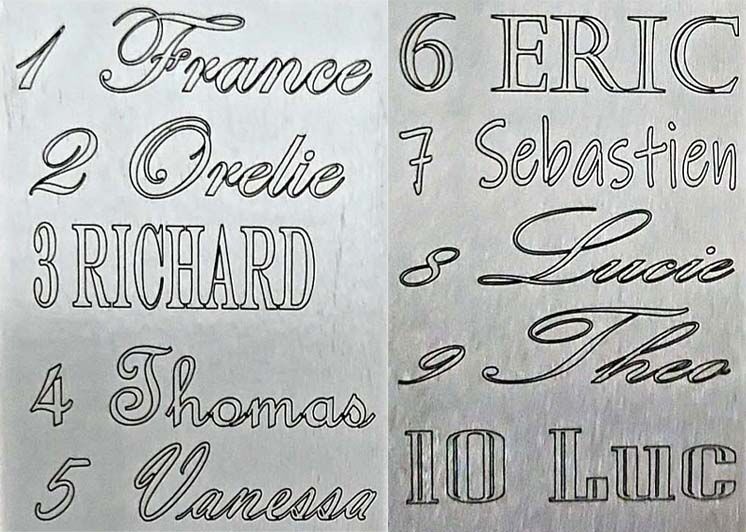 1 France
2 Orelie
3 RICHARD
4 Thomas
5 Vanessa
6 ERIC
7 Sebastien
8 Lucie
9 Theo
10 Luc